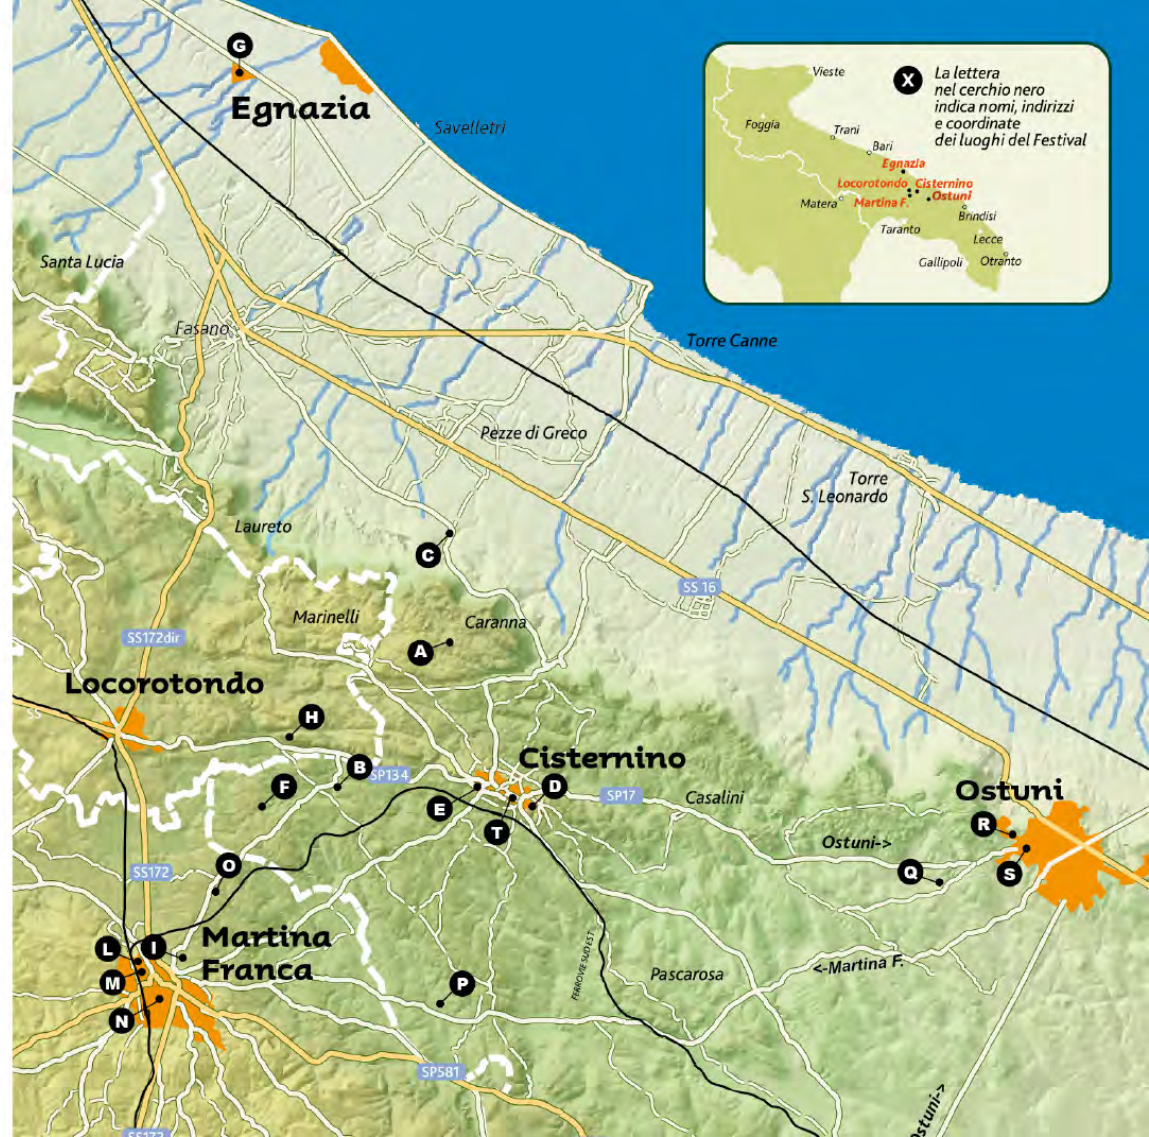 G
Egnazia
Savelletri
X
La lettera
nel cerchio nero
indica nomi, indirizzi
e coordinate
dei luoghi del Festival
Vieste
Foggia
Trani
Bari
Egnazia
Locorotondo
Cisternino
Matera
Martina F.
Ostuni
Brindisi
Taranto
Lecce
Gallipoli
Otranto
Santa Lucia
Fasano
Torre Canne
Pezze di Greco
Torre
S. Leonardo
Laureto
C
SS 16
Marinelli
Caranna
SS172dir
A
Locorotondo
SS
H
Cisternino
B
SP134
F
E
D
T
SP17
Casalini
Ostuni
R
Ostuni->
S
Q
SS172
O
Martina
Franca
L
I
M
N
P
FERROVIE SUD EST
Pascarosa
<-Martina F.
SP581
Ostuni->
SS172